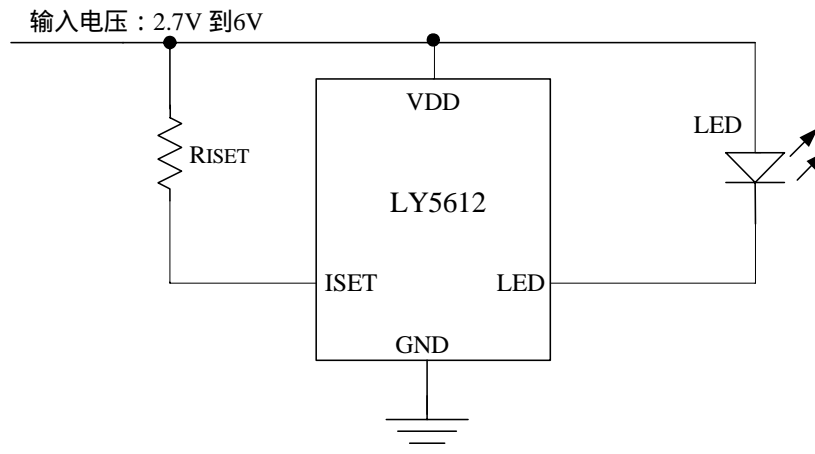 输入电压：2.7V 到6V
VDD
LED
RISET
LY5612
ISET
LED
GND